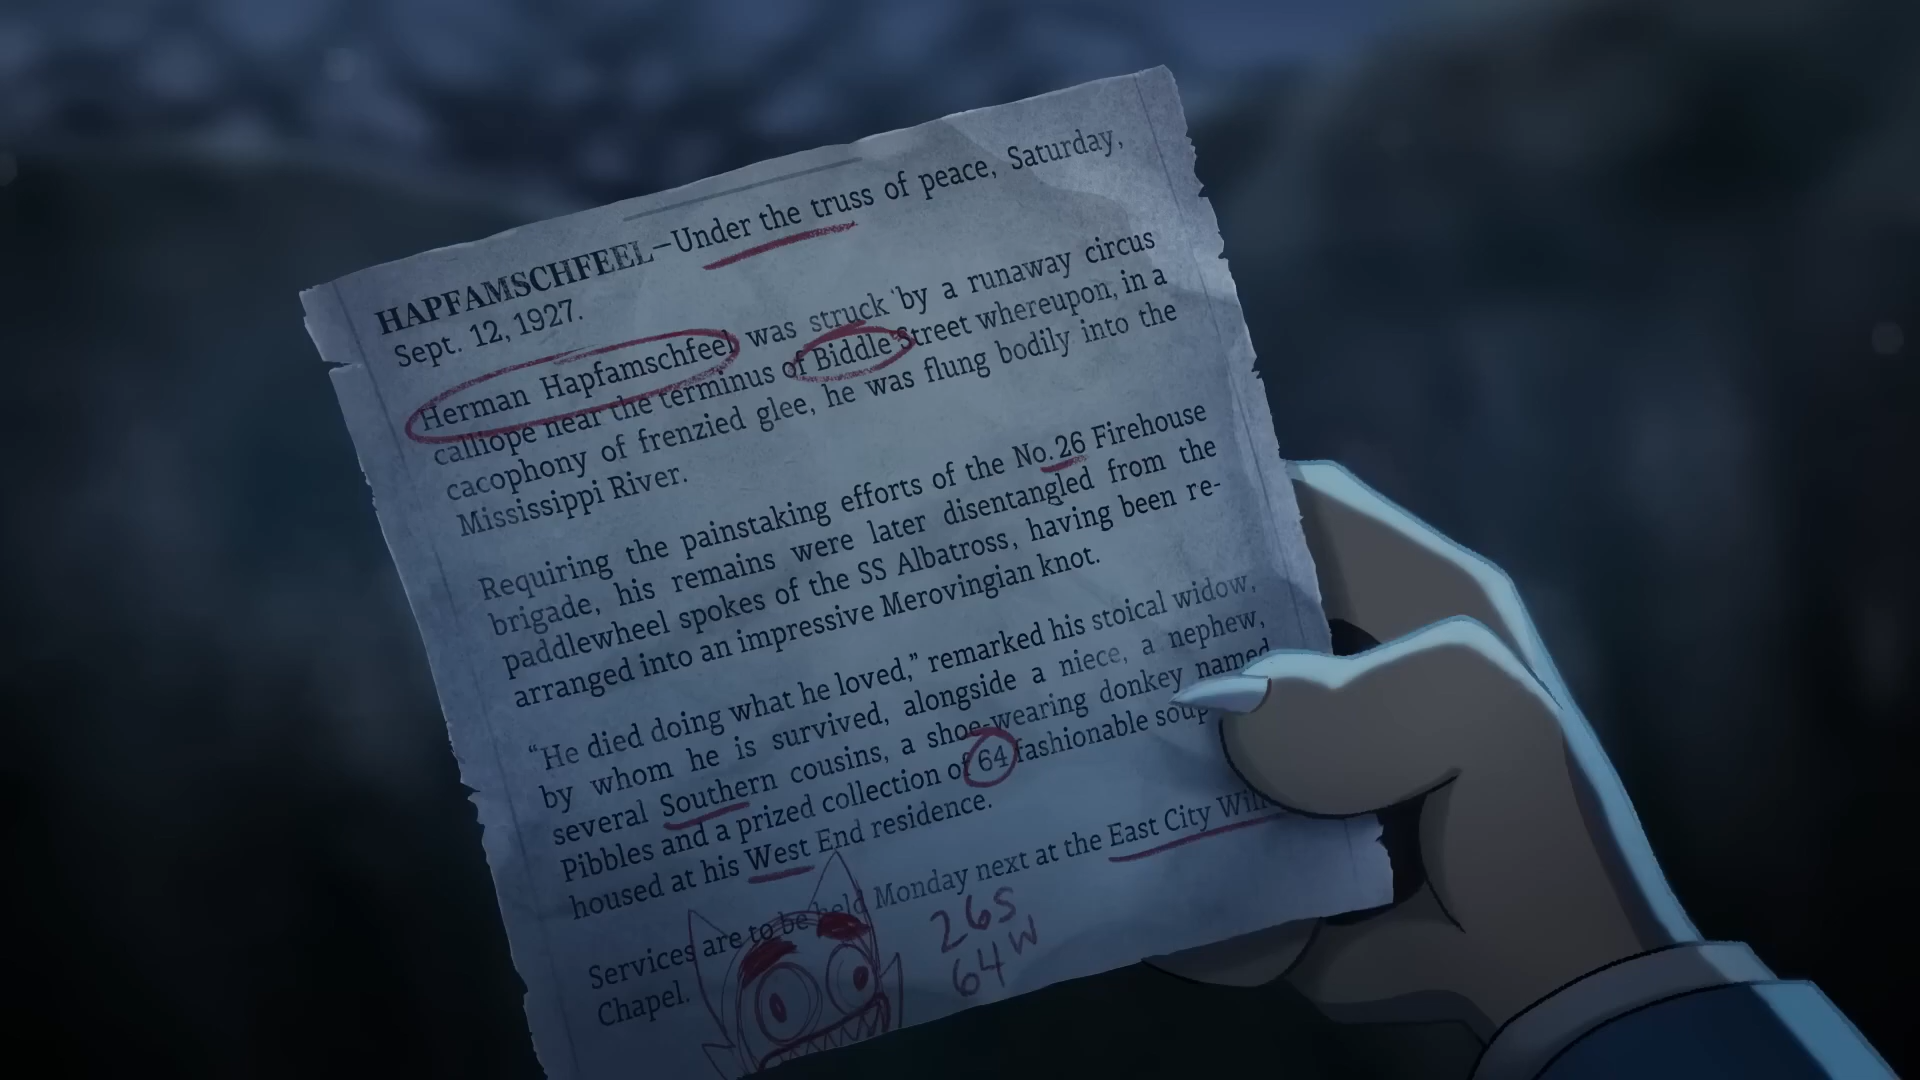 HAPFAMSCHFEEL—Under the truss of peace, Saturday,
Sept. 12, 1927.
Herman Hapfamschfeel was struck by a runaway circus
calliope near the terminus of Biddle Street whereupon, in a
cacophony of frenzied glee, he was flung bodily into the
Mississippi River.
Requiring the painstaking efforts of the No. 26 Firehouse
brigade, his remains were later disentangled from the
paddlewheel spokes of the SS Albatross, having been re-
arranged into an impressive Merovingian knot.
“He died doing what he loved,” remarked his stoical widow,
by whom he is survived, alongside a niece, a nephew,
several Southern cousins, a shoe-wearing donkey named
Pibbles and a prized collection of 64 fashionable soup
housed at his West End residence.
Services are to be held Monday next at the East City
Chapel.
26S
64W